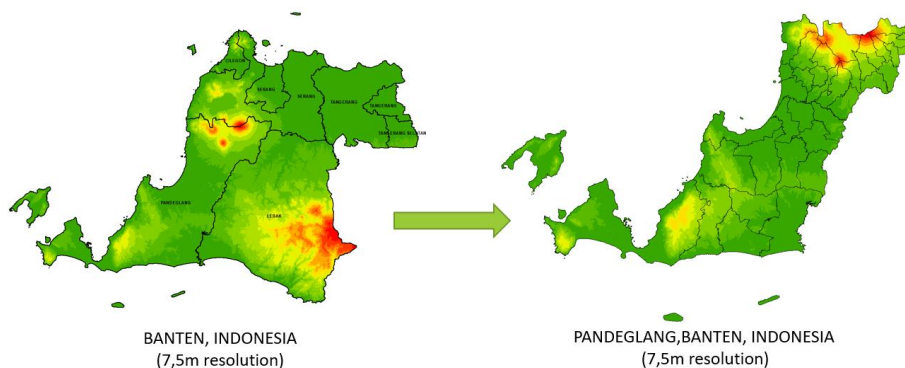 CILEGON
SERANG
SERANG
TANGERANG
TANGERANG
TANGERANG SELATAN
PANDEGLANG
LEBAK
BANTEN, INDONESIA
(7,5m resolution)
PANDEGLANG,BANTEN, INDONESIA
(7,5m resolution)